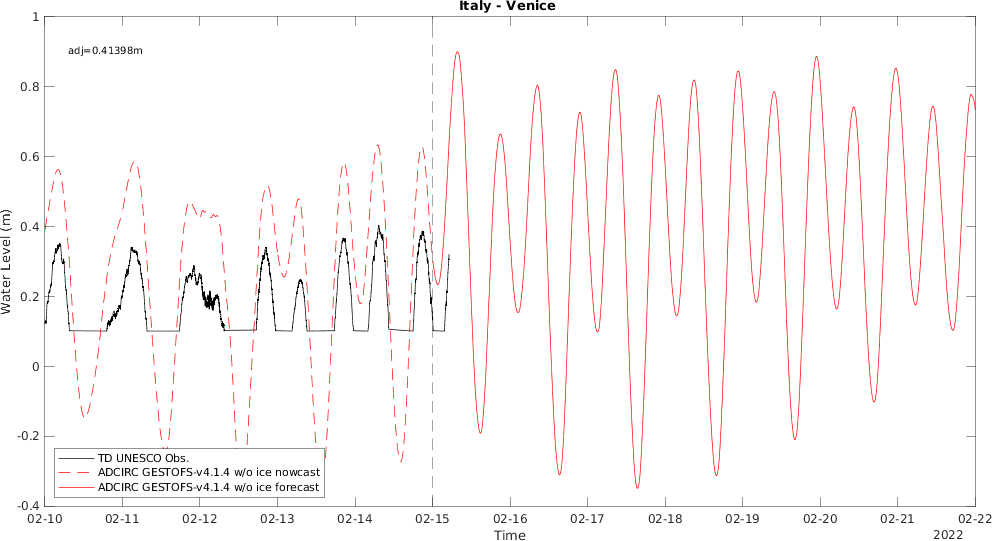 Italy - Venice
adj=0.41398m
Water Level (m)
1
0.8
0.6
0.4
0.2
0
-0.2
-0.4
TD UNESCO Obs.
ADCIRC GESTOFS-v4.1.4 w/o ice nowcast
ADCIRC GESTOFS-v4.1.4 w/o ice forecast
02-10 02-11 02-12 02-13 02-14 02-15 02-16 02-17 02-18 02-19 02-20 02-21 02-22
Time
2022